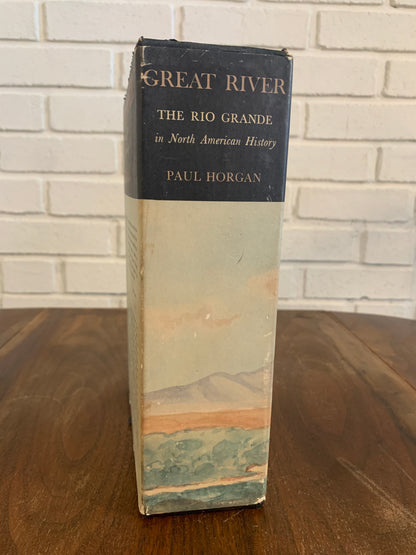 GREAT RIVER
THE RIO GRANDE
in North American History
PAUL HORGAN